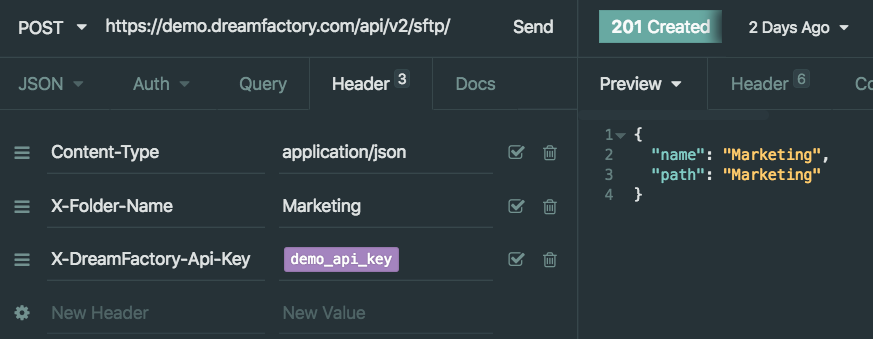 POST https://demo.dreamfactory.com/api/v2/sftp/ Send 201 Created 2 Days Ago
JSON Auth Query Header 3 Docs Preview Header 6 Co
Content-Type application/json
X-Folder-Name Marketing
X-DreamFactory-Api-Key demo_api_key
New Header New Value
1 {
2 "name": "Marketing",
3 "path": "Marketing"
4 }